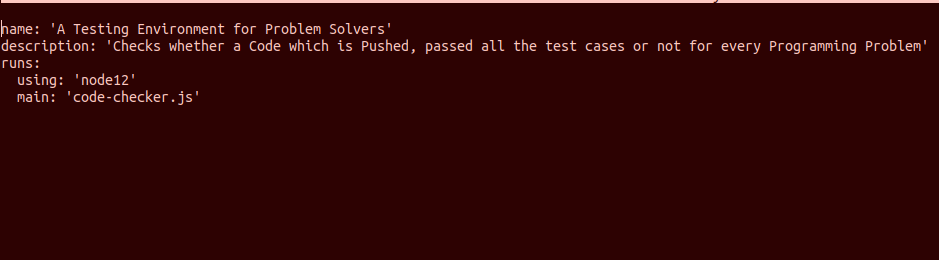 name: 'A Testing Environment for Problem Solvers'
description: 'Checks whether a Code which is Pushed, passed all the test cases or not for every Programming Problem'
runs:
  using: 'node12'
  main: 'code-checker.js'